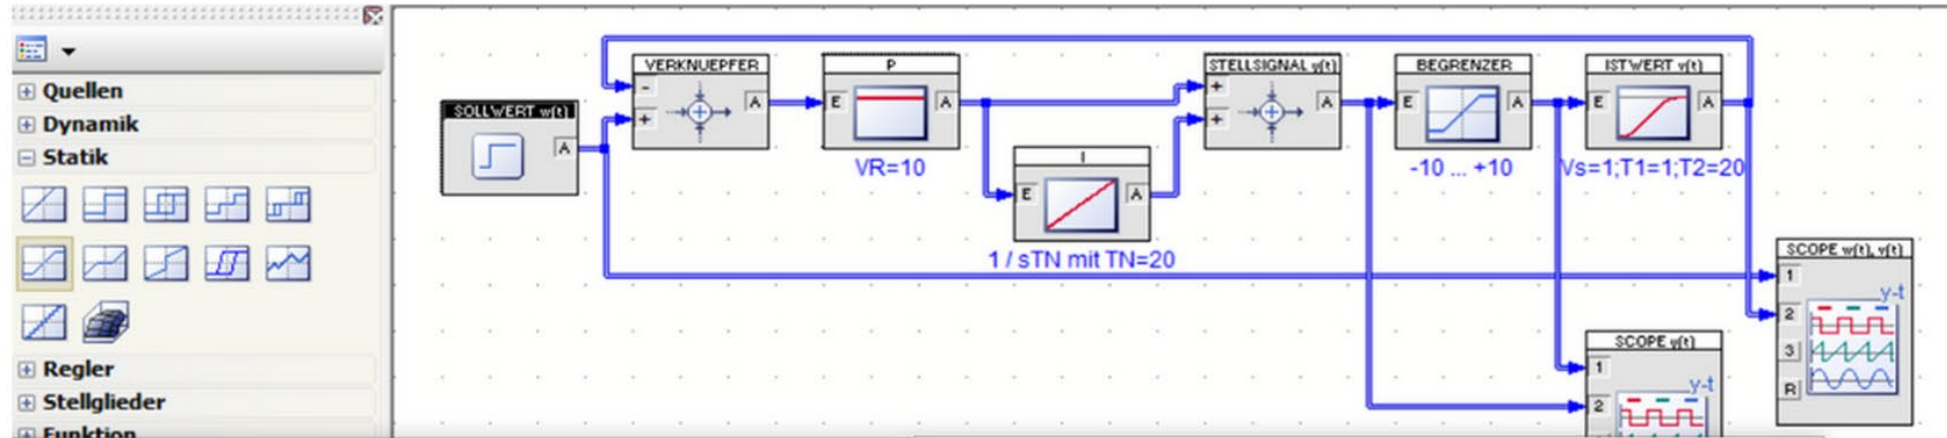 Quellen
Dynamik
Statik
Regler
Stellglieder
Funktion
SOLLWERT w(t)
A
VERKNUEPFER
-
+
A
P
E
A
VR=10
I
E
A
1 / sTN mit TN=20
STELLSIGNAL y(t)
+
+
A
BEGRENZER
E
A
-10 ... +10
ISTWERT v(t)
E
A
Vs=1;T1=1;T2=20
SCOPE w(t), v(t)
1
2
3
R
y-t
SCOPE y(t)
1
2
y-t